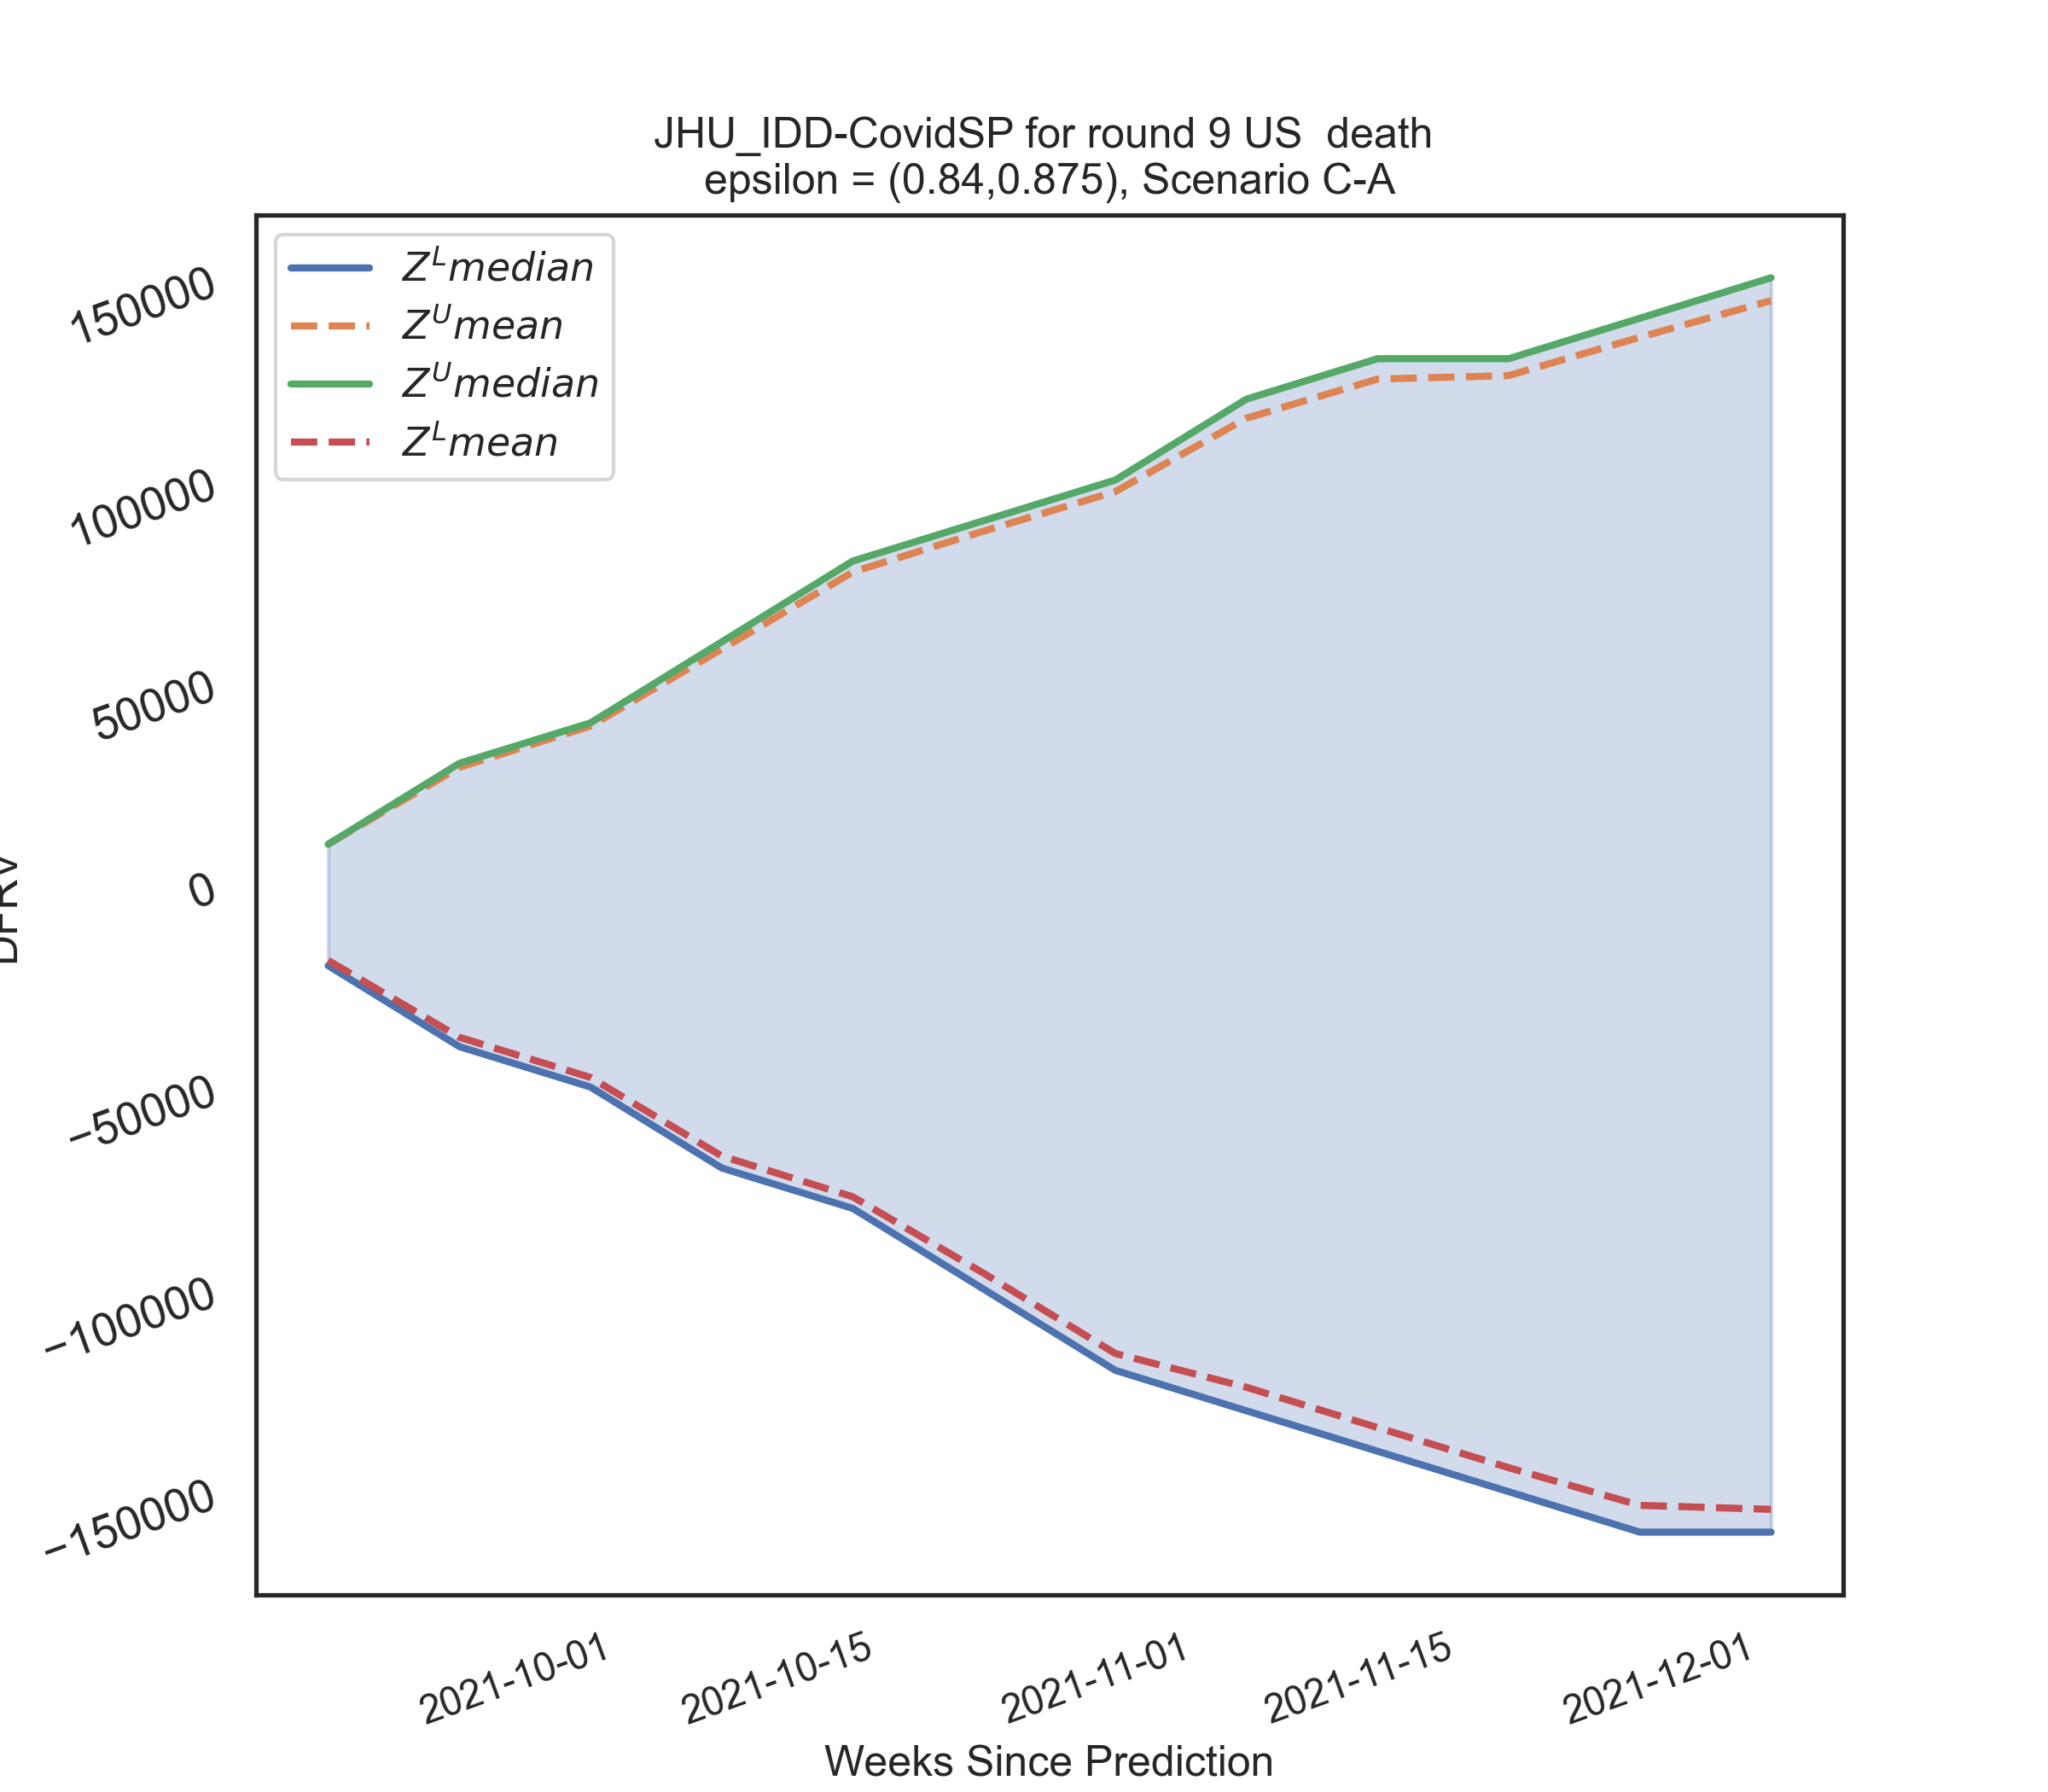 JHU_IDD-CovidSP for round 9 US  death
epsilon = (0.84,0.875), Scenario C-A
Z^L median
Z^U mean
Z^U median
Z^L mean
150000
100000
50000
0
−50000
−100000
−150000
2021-10-01
2021-10-15
2021-11-01
2021-11-15
2021-12-01
Weeks Since Prediction